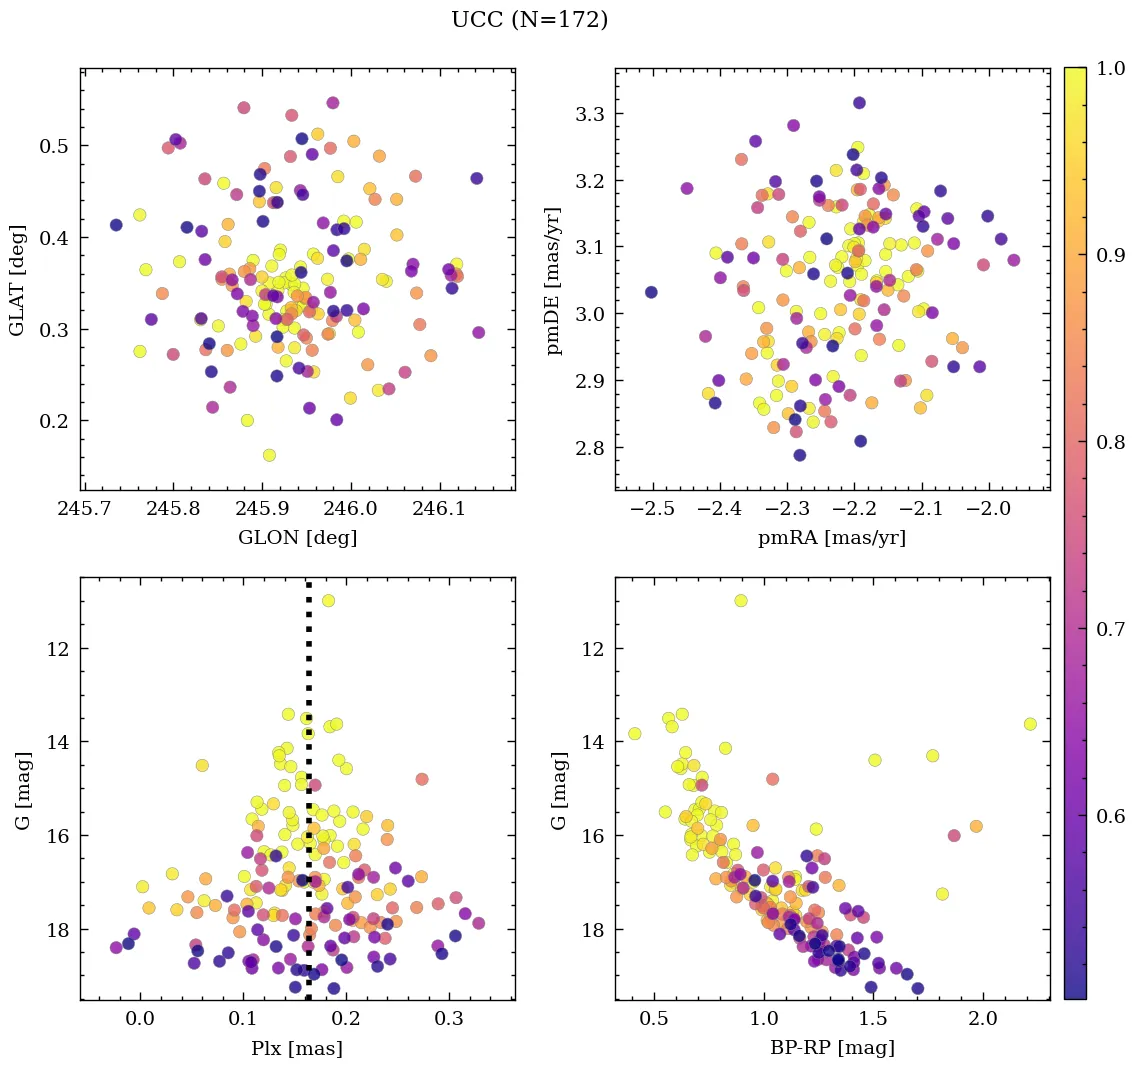 UCC (N=172)
0.5
0.4
0.3
0.2
GLAT [deg]
245.7 245.8 245.9 246.0 246.1
GLON [deg]
3.3
3.2
3.1
3.0
2.9
2.8
pmDE [mas/yr]
−2.5 −2.4 −2.3 −2.2 −2.1 −2.0
pmRA [mas/yr]
12
14
16
18
G [mag]
0.0 0.1 0.2 0.3
Plx [mas]
12
14
16
18
G [mag]
0.5 1.0 1.5 2.0
BP-RP [mag]
1.0
0.9
0.8
0.7
0.6